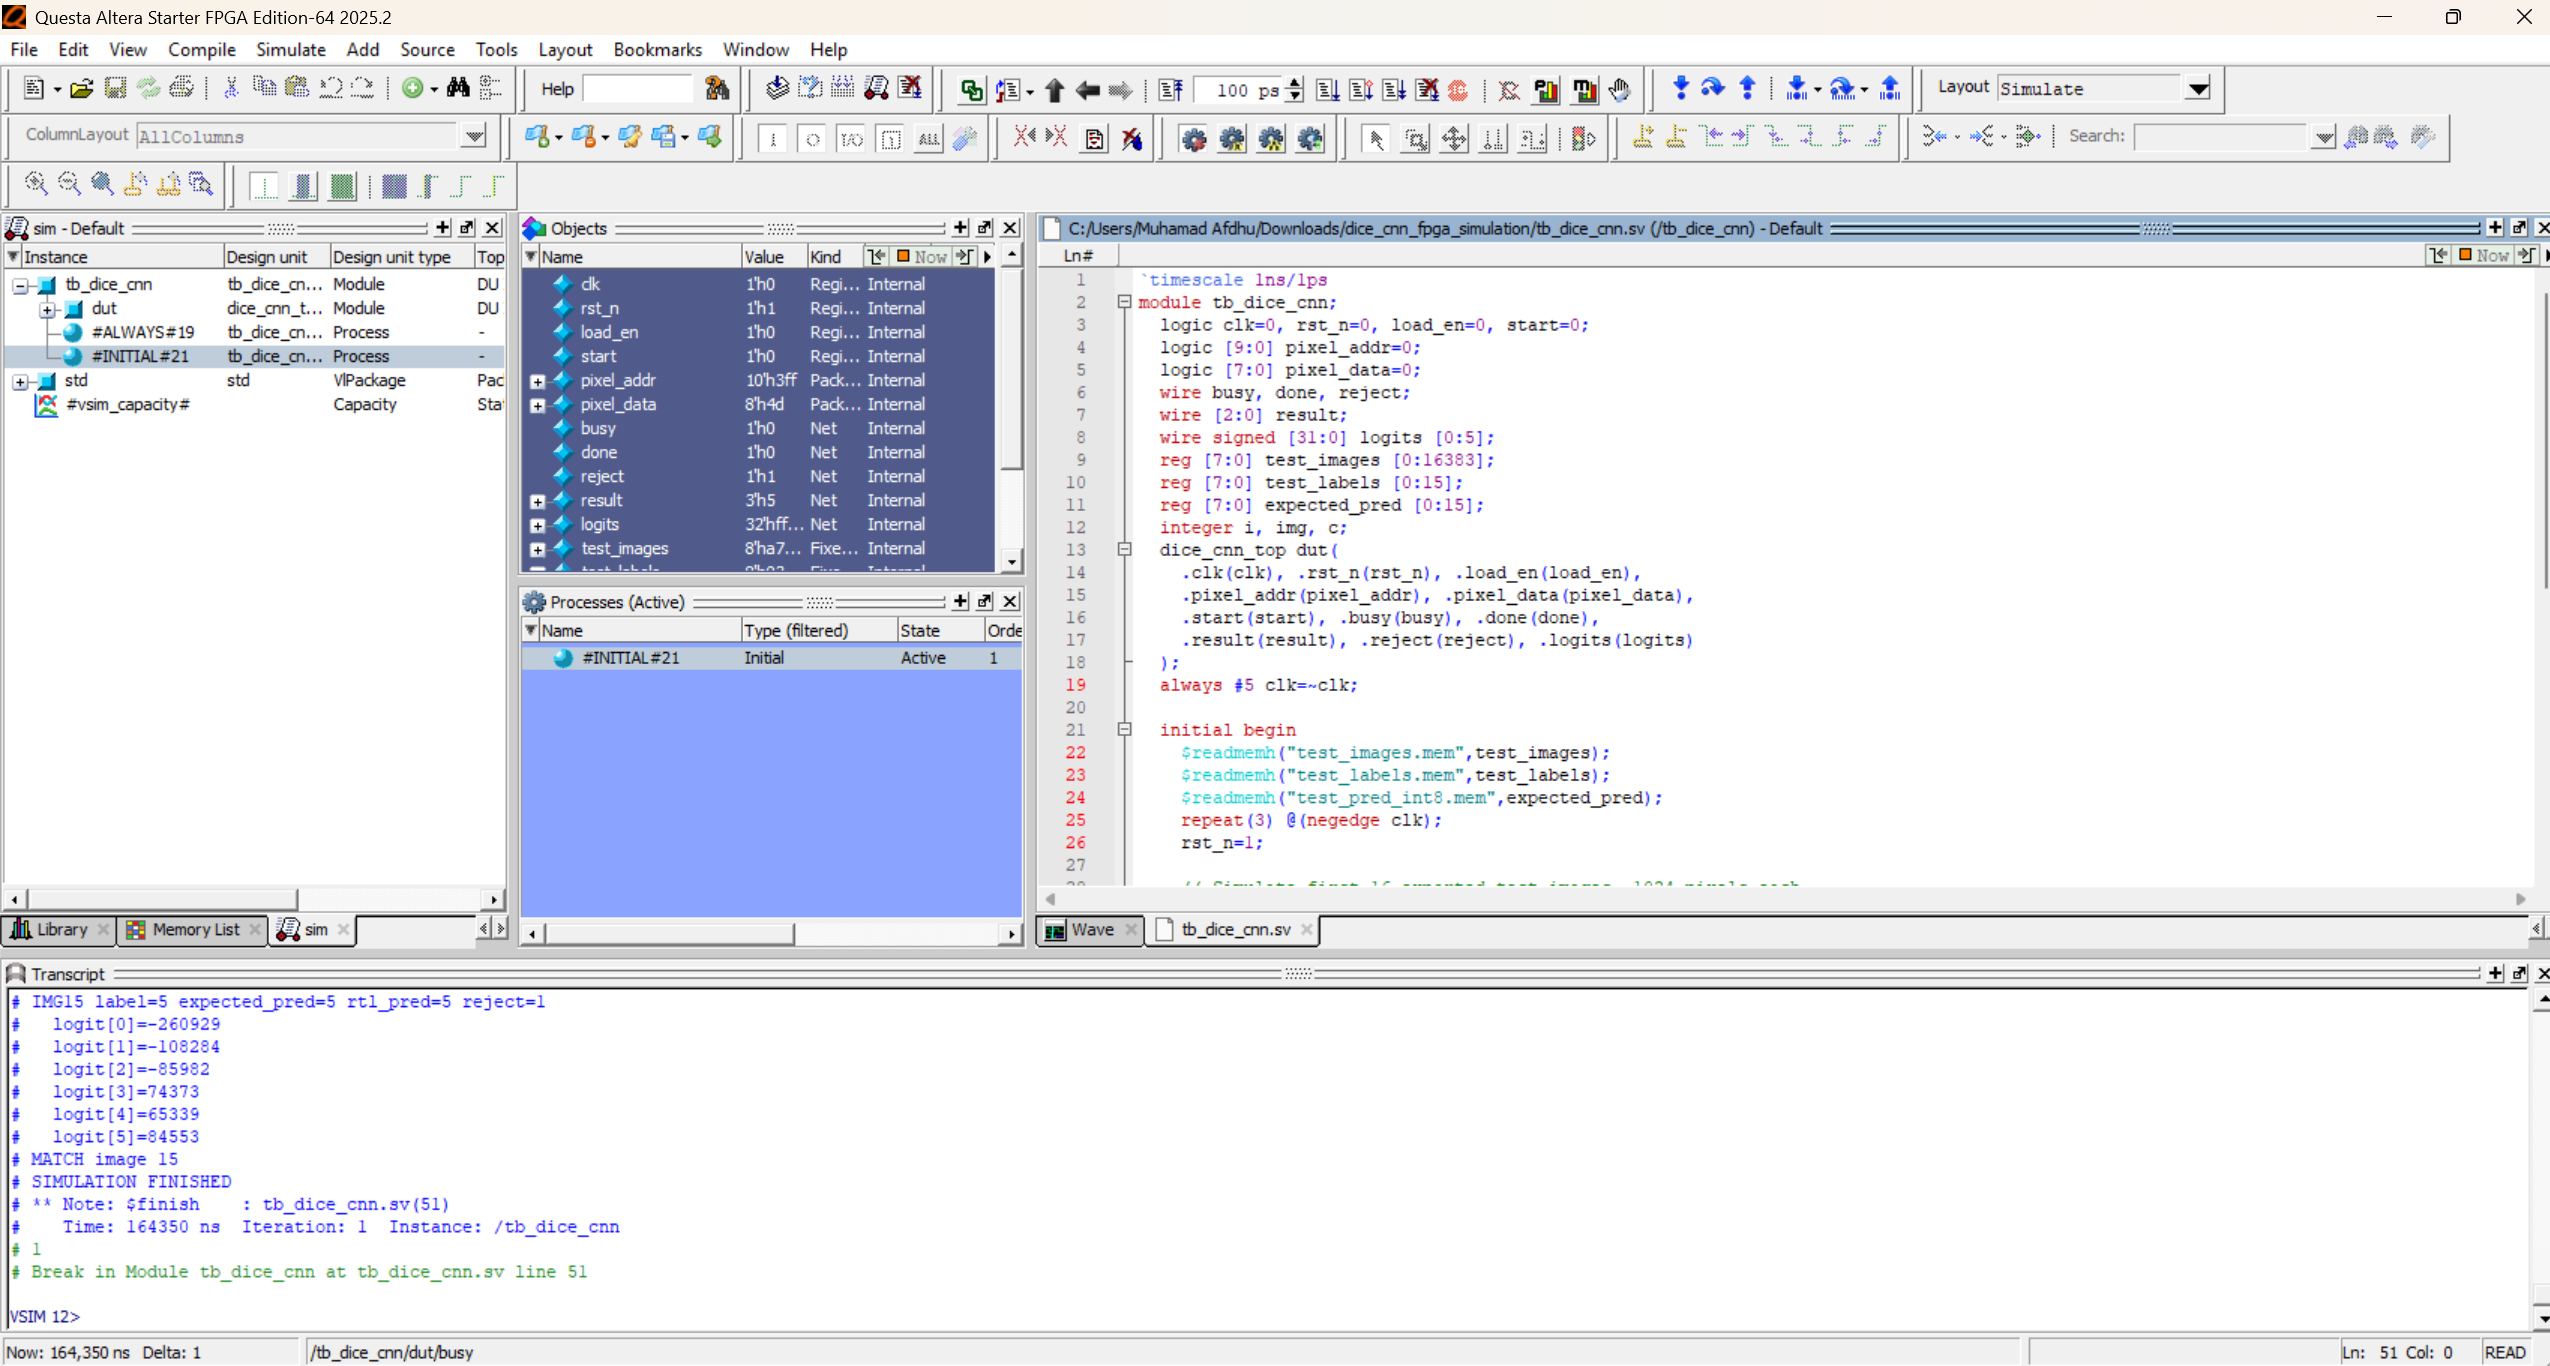 Questa Altera Starter FPGA Edition-64 2025.2
File Edit View Compile Simulate Add Source Tools Layout Bookmarks Window Help
Help
100 ps
Layout Simulate
ColumnLayout AllColumns
Search:
sim - Default
Instance Design unit Design unit type Top
tb_dice_cnn tb_dice_cn... Module DU
dut dice_cnn_t... Module DU
#ALWAYS#19 tb_dice_cn... Process -
#INITIAL#21 tb_dice_cn... Process -
std std VlPackage Pac
#vsim_capacity# Capacity Sta
Library Memory List sim
Objects
Name Value Kind Now
clk 1'h0 Regi... Internal
rst_n 1'h1 Regi... Internal
load_en 1'h0 Regi... Internal
start 1'h0 Regi... Internal
pixel_addr 10'h3ff Pack... Internal
pixel_data 8'h4d Pack... Internal
busy 1'h0 Net Internal
done 1'h0 Net Internal
reject 1'h1 Net Internal
result 3'h5 Net Internal
logits 32'hff... Net Internal
test_images 8'ha7... Fixe... Internal
Processes (Active)
Name Type (filtered) State Orde
#INITIAL#21 Initial Active 1
C:/Users/Muhamad Afdhu/Downloads/dice_cnn_fpga_simulation/tb_dice_cnn.sv (/tb_dice_cnn) - Default
Ln# Now
1 `timescale 1ns/1ps
2 module tb_dice_cnn;
3 logic clk=0, rst_n=0, load_en=0, start=0;
4 logic [9:0] pixel_addr=0;
5 logic [7:0] pixel_data=0;
6 wire busy, done, reject;
7 wire [2:0] result;
8 wire signed [31:0] logits [0:5];
9 reg [7:0] test_images [0:16383];
10 reg [7:0] test_labels [0:15];
11 reg [7:0] expected_pred [0:15];
12 integer i, img, c;
13 dice_cnn_top dut(
14 .clk(clk), .rst_n(rst_n), .load_en(load_en),
15 .pixel_addr(pixel_addr), .pixel_data(pixel_data),
16 .start(start), .busy(busy), .done(done),
17 .result(result), .reject(reject), .logits(logits)
18 );
19 always #5 clk=~clk;
20
21 initial begin
22 $readmemh("test_images.mem",test_images);
23 $readmemh("test_labels.mem",test_labels);
24 $readmemh("test_pred_int8.mem",expected_pred);
25 repeat(3) @(negedge clk);
26 rst_n=1;
27
Wave tb_dice_cnn.sv
Transcript
# IMG15 label=5 expected_pred=5 rtl_pred=5 reject=1
# logit[0]=-260929
# logit[1]=-108284
# logit[2]=-85982
# logit[3]=74373
# logit[4]=65339
# logit[5]=84553
# MATCH image 15
# SIMULATION FINISHED
# ** Note: $finish : tb_dice_cnn.sv(51)
# Time: 164350 ns Iteration: 1 Instance: /tb_dice_cnn
# 1
# Break in Module tb_dice_cnn at tb_dice_cnn.sv line 51
VSIM 12>
Now: 164,350 ns Delta: 1 /tb_dice_cnn/dut/busy Ln: 51 Col: 0 READ